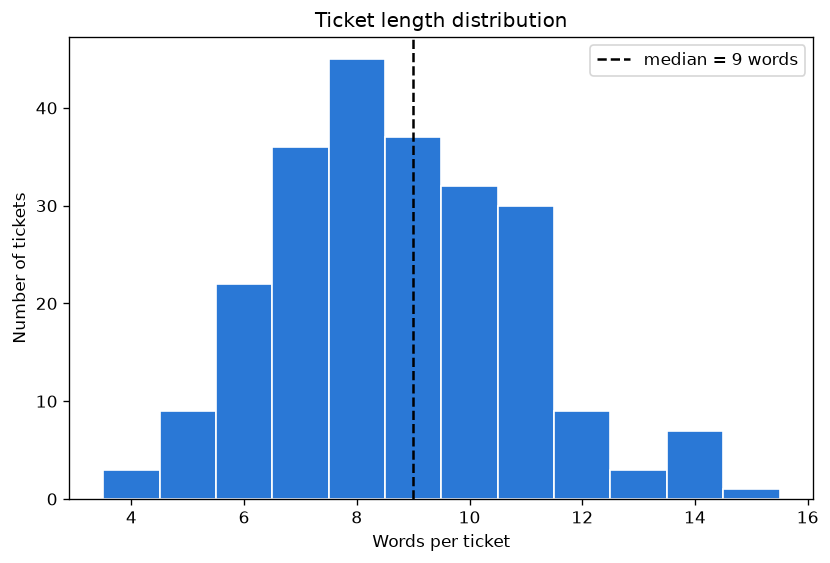 Ticket length distribution
median = 9 words
Number of tickets
40
30
20
10
0
4 6 8 10 12 14 16
Words per ticket